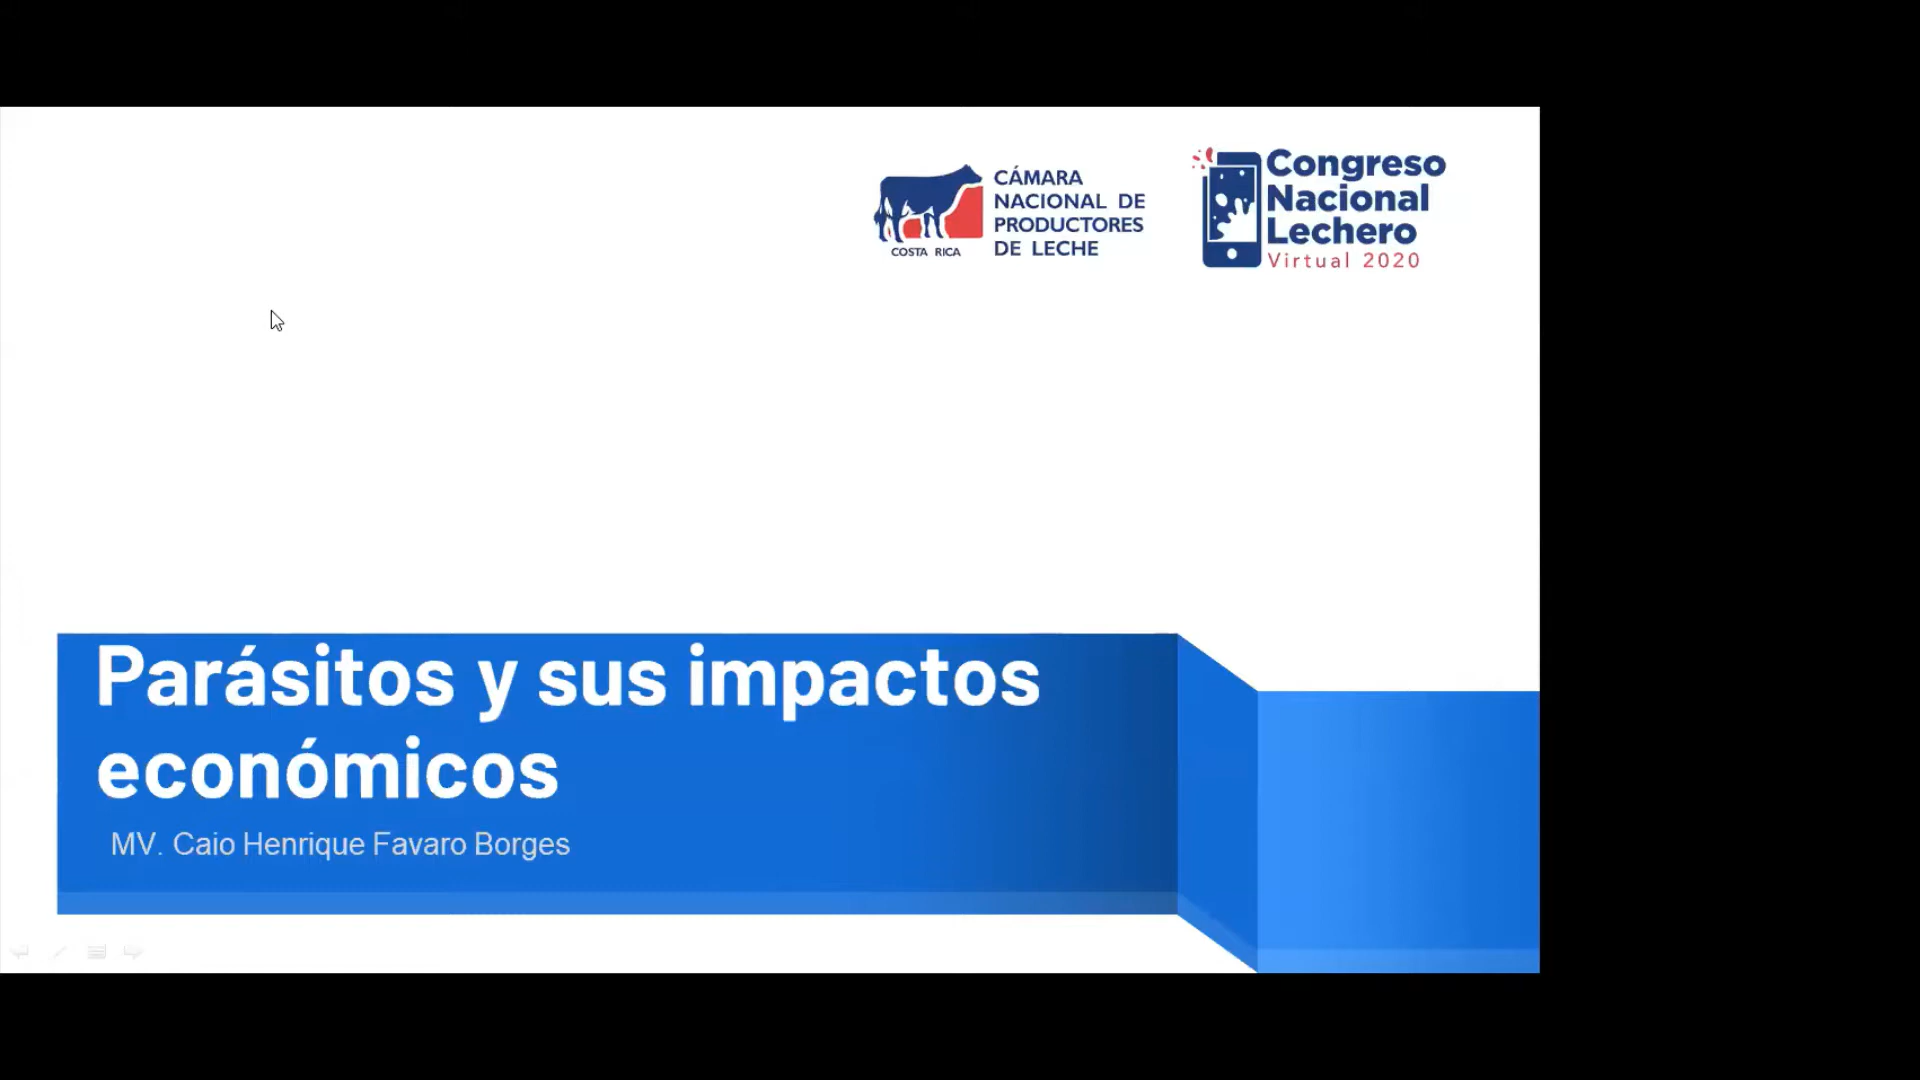 CÁMARA
NACIONAL DE
PRODUCTORES
DE LECHE
COSTA RICA
Congreso
Nacional
Lechero
Virtual 2020
Parásitos y sus impactos
económicos
MV. Caio Henrique Favaro Borges